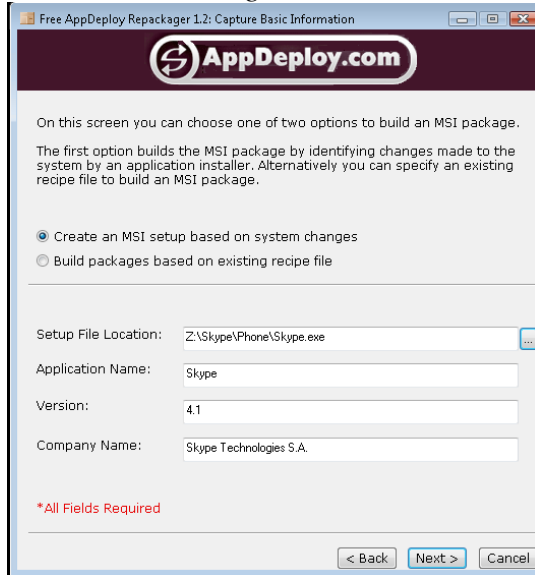 Free AppDeploy Repackager 1.2: Capture Basic Information
AppDeploy.com
On this screen you can choose one of two options to build an MSI package.
The first option builds the MSI package by identifying changes made to the
system by an application installer. Alternatively you can specify an existing
recipe file to build an MSI package.
Create an MSI setup based on system changes
Build packages based on existing recipe file
Setup File Location: Z:\Skype\Phone\Skype.exe ...
Application Name: Skype
Version: 4.1
Company Name: Skype Technologies S.A.
*All Fields Required
< Back Next > Cancel